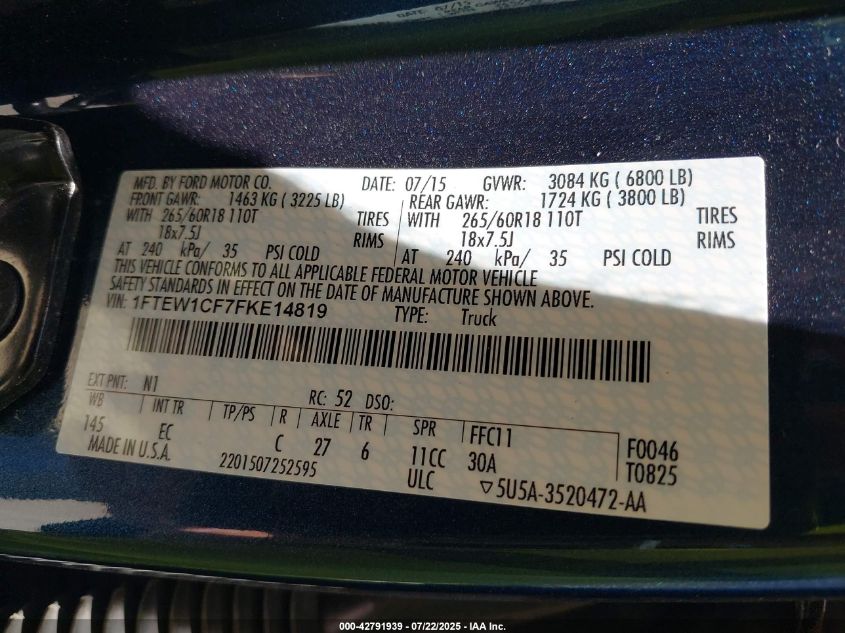 DATE 07/15
MFD. BY FORD MOTOR CO. DATE: 07/15 GVWR: 3084 KG ( 6800 LB)
FRONT GAWR: 1463 KG ( 3225 LB) REAR GAWR: 1724 KG ( 3800 LB)
WITH 265/60R18 110T TIRES WITH 265/60R18 110T TIRES
18x7.5J RIMS 18x7.5J RIMS
AT 240 kPa/ 35 PSI COLD AT 240 kPa/ 35 PSI COLD
THIS VEHICLE CONFORMS TO ALL APPLICABLE FEDERAL MOTOR VEHICLE
SAFETY STANDARDS IN EFFECT ON THE DATE OF MANUFACTURE SHOWN ABOVE.
VIN: 1FTEW1CF7FKE14819 TYPE: Truck
EXT PNT: N1 RC: 52 DSO:
WB INT TR TP/PS R AXLE TR SPR FFC11 F0046
145 EC C 27 6 11CC 30A T0825
MADE IN U.S.A. 2201507252595 ULC ▽5U5A-3520472-AA
000-42791939 - 07/22/2025 - IAA Inc.